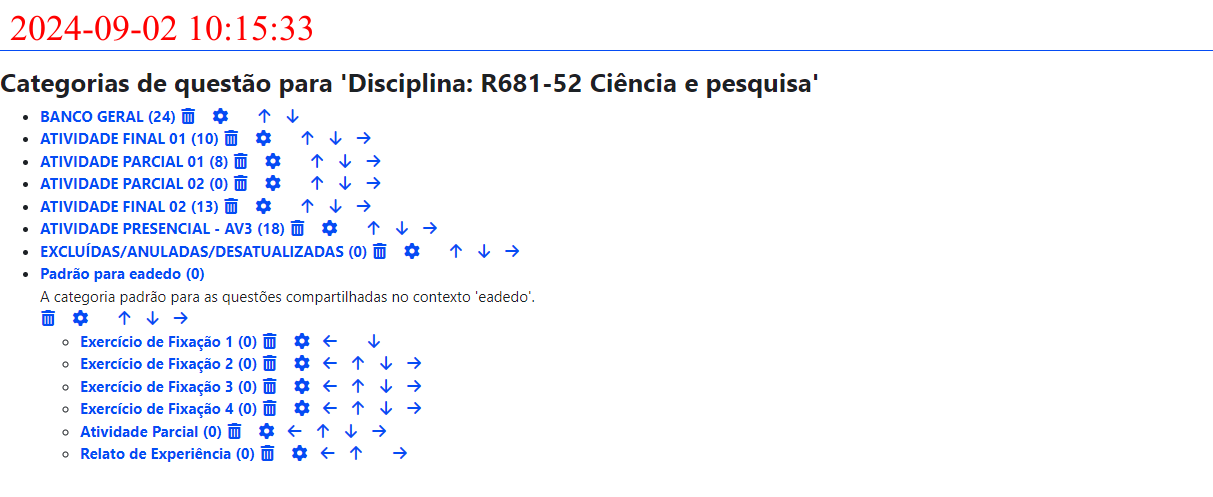 2024-09-02 10:15:33
Categorias de questão para 'Disciplina: R681-52 Ciência e pesquisa'
BANCO GERAL (24)
ATIVIDADE FINAL 01 (10)
ATIVIDADE PARCIAL 01 (8)
ATIVIDADE PARCIAL 02 (0)
ATIVIDADE FINAL 02 (13)
ATIVIDADE PRESENCIAL - AV3 (18)
EXCLUÍDAS/ANULADAS/DESATUALIZADAS (0)
Padrão para eadedo (0)
A categoria padrão para as questões compartilhadas no contexto 'eadedo'.
Exercício de Fixação 1 (0)
Exercício de Fixação 2 (0)
Exercício de Fixação 3 (0)
Exercício de Fixação 4 (0)
Atividade Parcial (0)
Relato de Experiência (0)